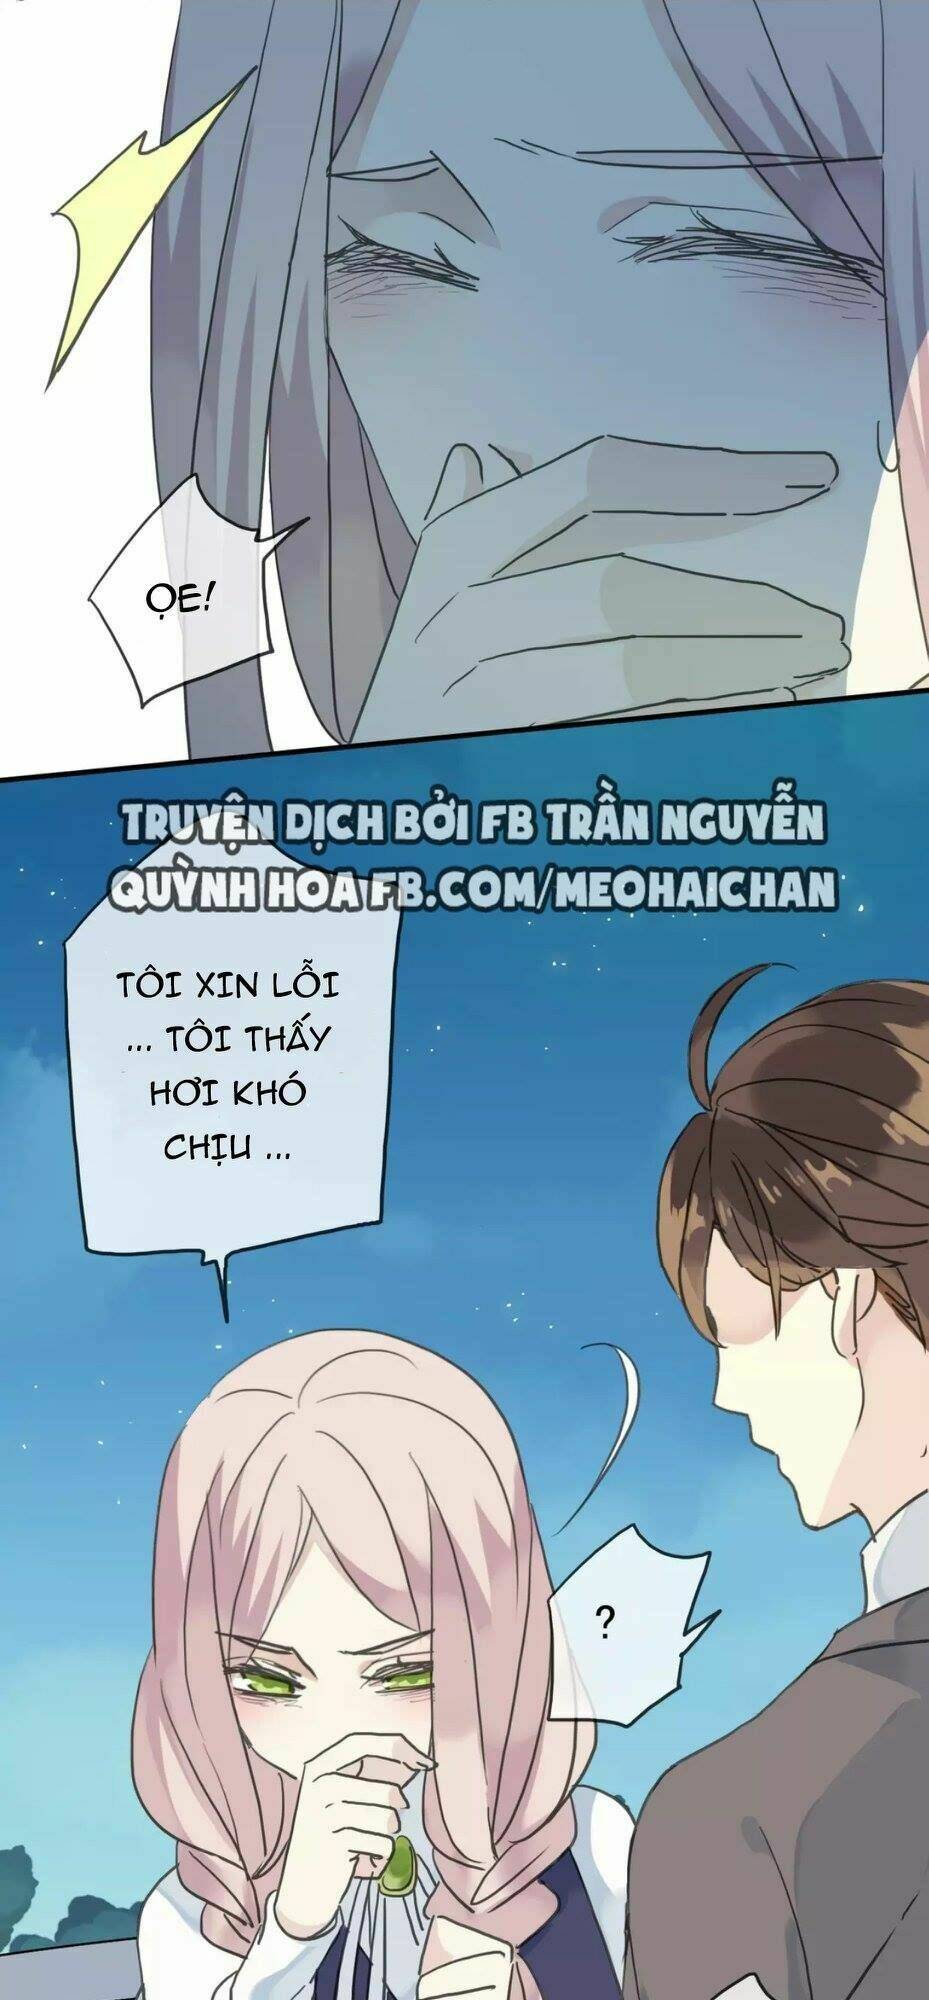 ỌE!
TRUYỆN DỊCH BỞI FB TRẦN NGUYỄN
QUỲNH HOA FB.COM/MEOHAICHAN
TÔI XIN LỖI
... TÔI THẤY
HƠI KHÓ
CHỊU ...
?